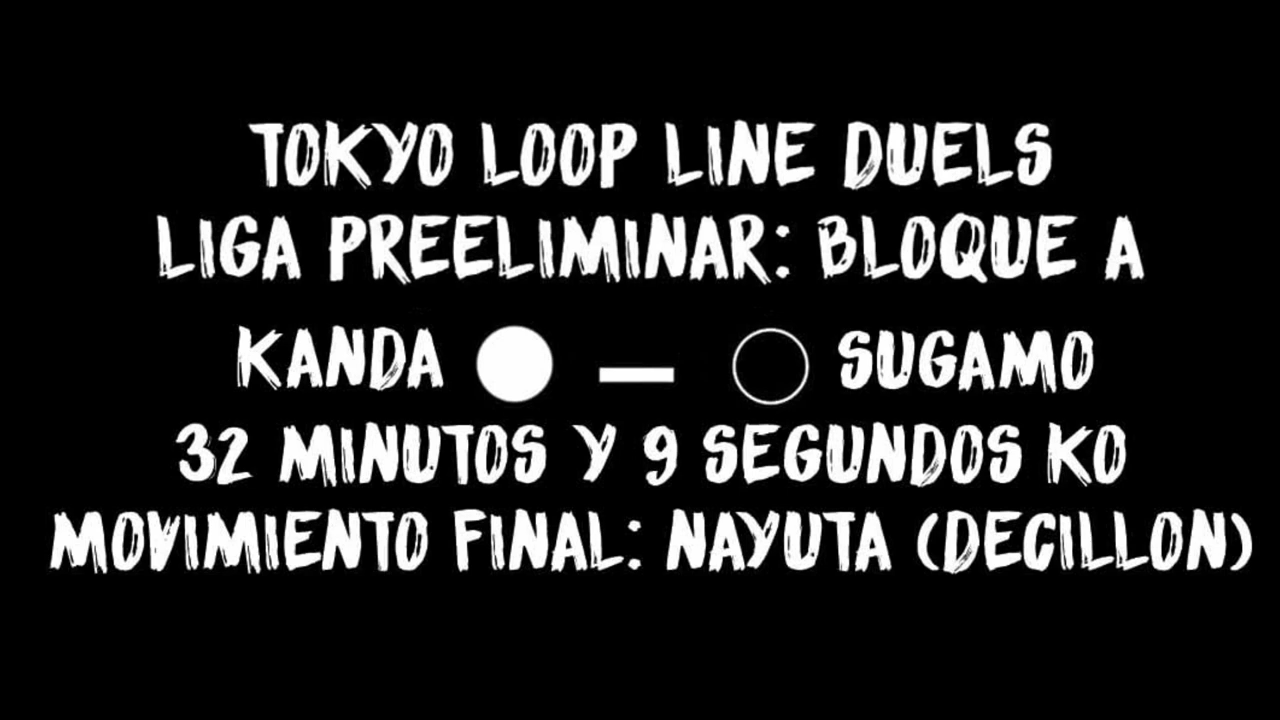 TOKYO LOOP LINE DUELS
LIGA PREELIMINAR: BLOQUE A
KANDA ● – ○ SUGAMO
32 MINUTOS Y 9 SEGUNDOS KO
MOVIMIENTO FINAL: NAYUTA (DECILLON)